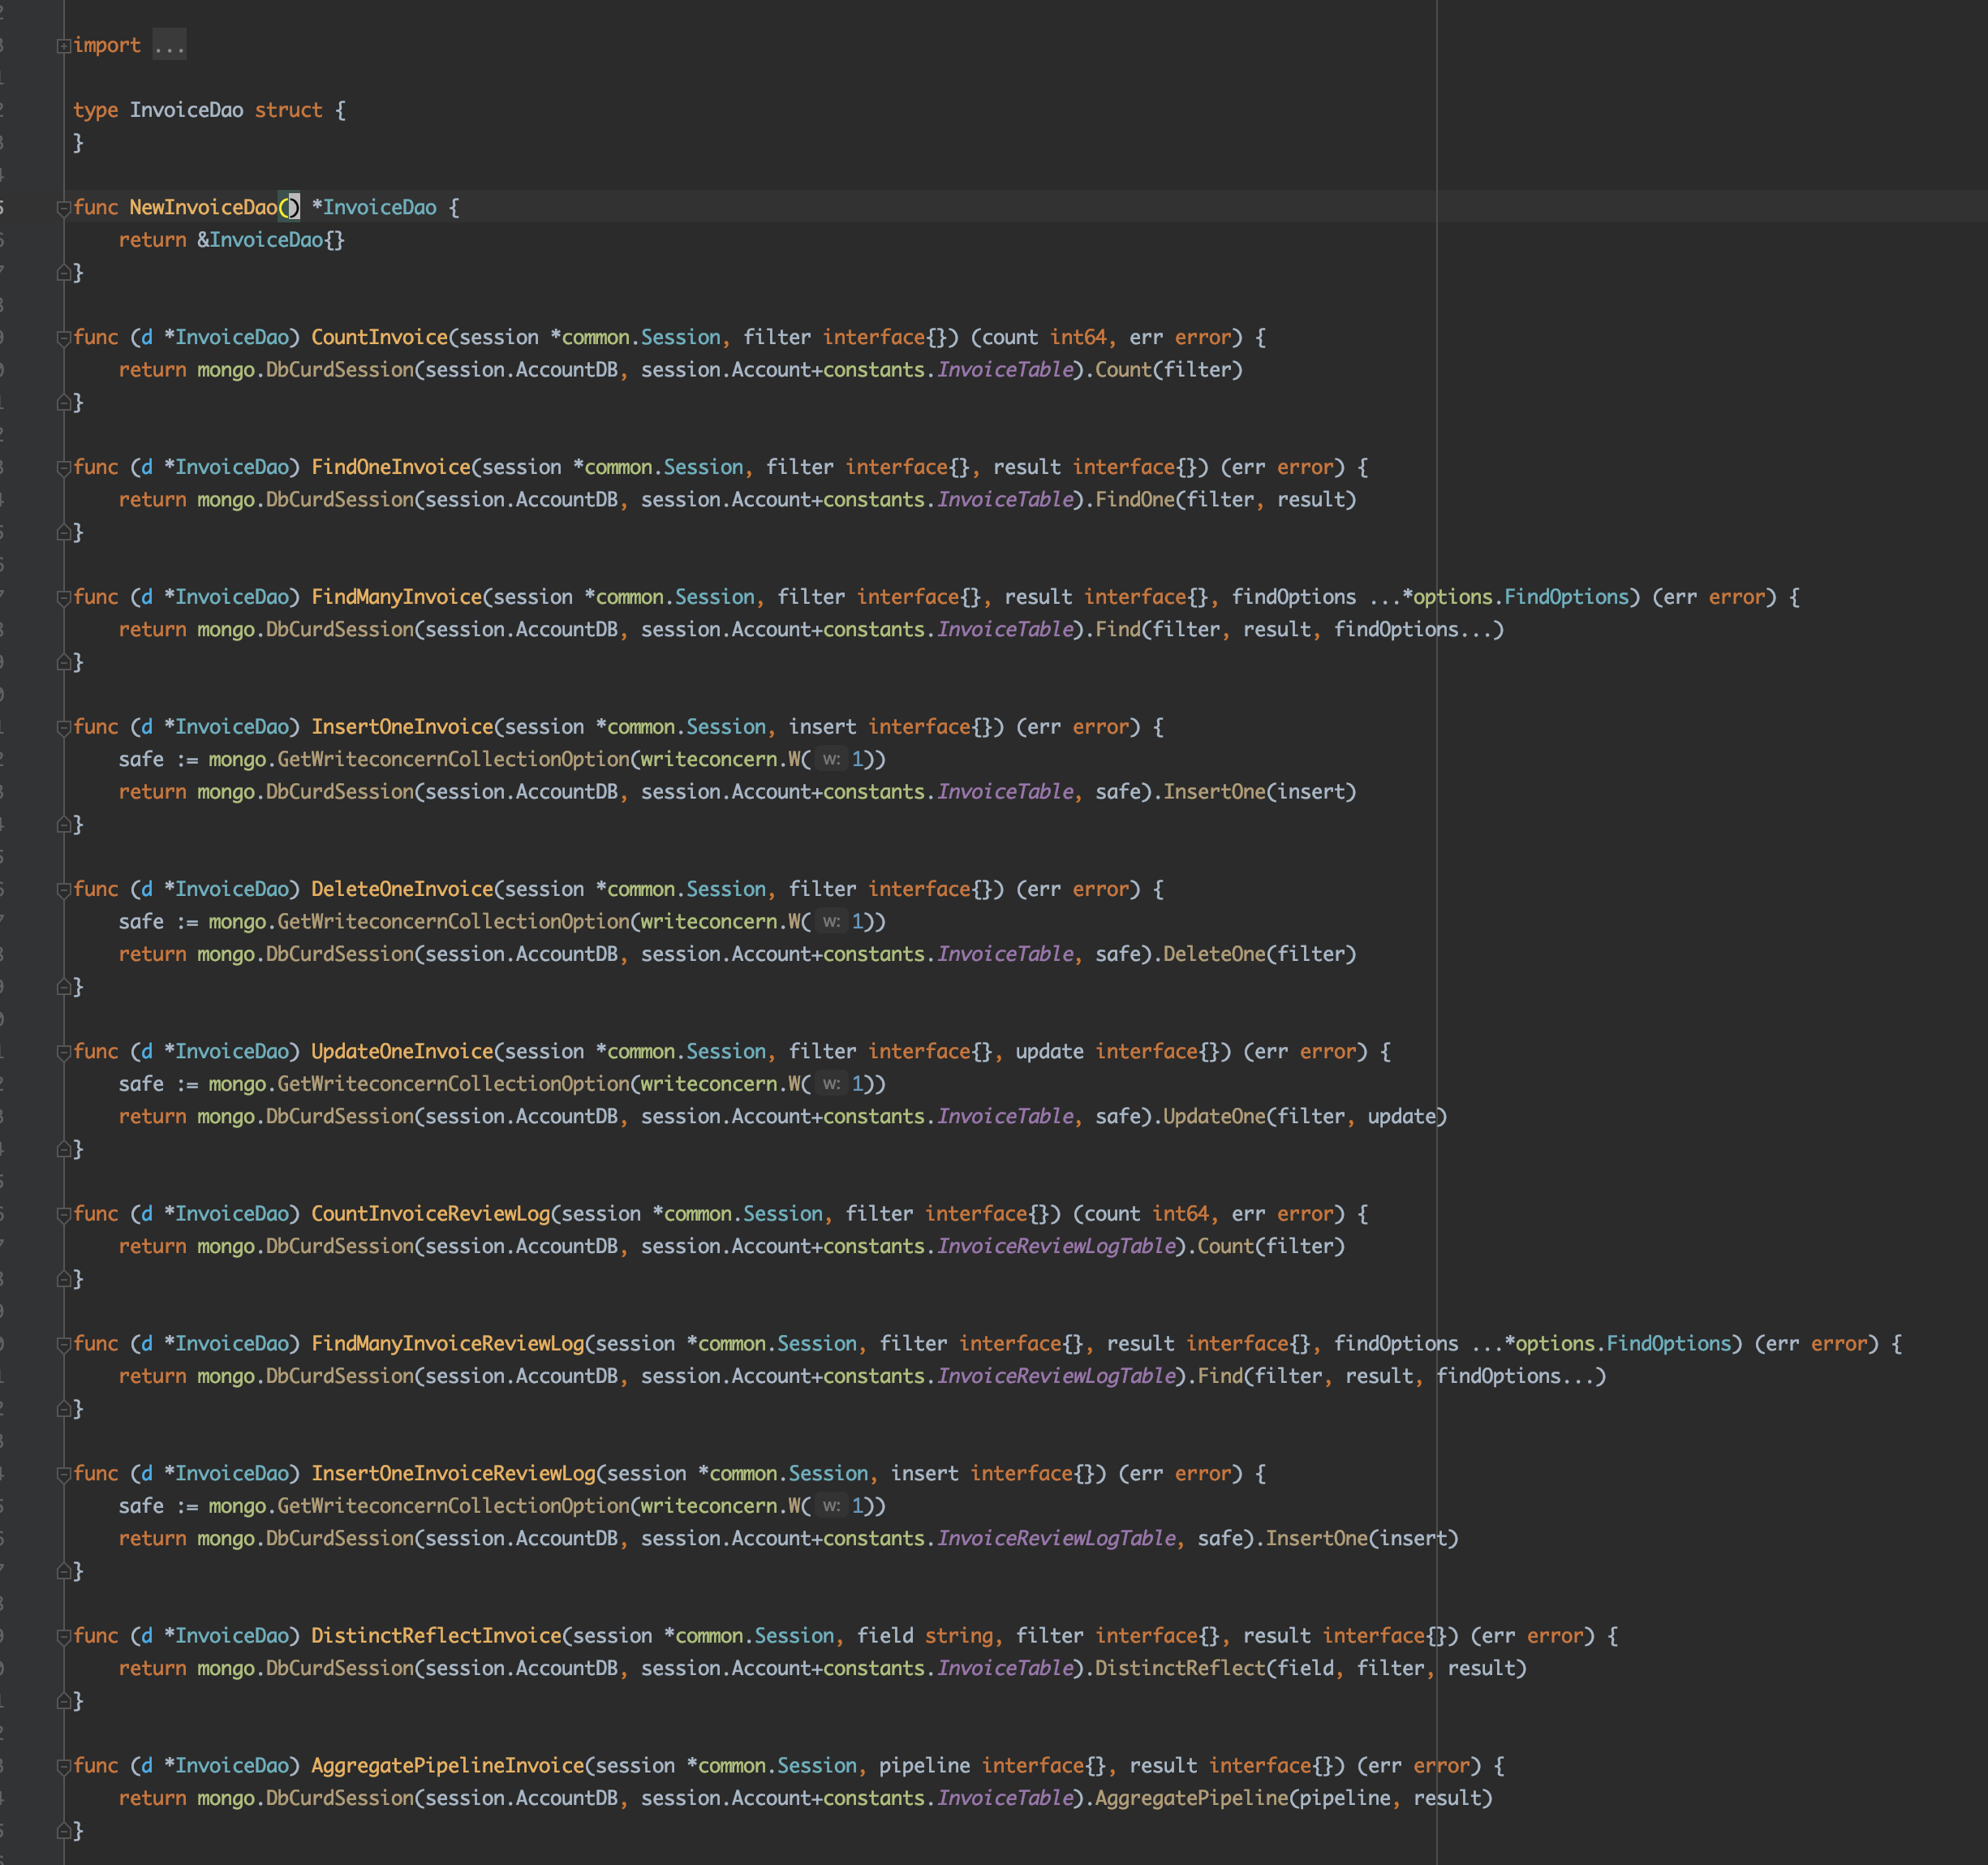 import ...
type InvoiceDao struct {
}
func NewInvoiceDao() *InvoiceDao {
return &InvoiceDao{}
}
func (d *InvoiceDao) CountInvoice(session *common.Session, filter interface{}) (count int64, err error) {
return mongo.DbCurdSession(session.AccountDB, session.Account+constants.InvoiceTable).Count(filter)
}
func (d *InvoiceDao) FindOneInvoice(session *common.Session, filter interface{}, result interface{}) (err error) {
return mongo.DbCurdSession(session.AccountDB, session.Account+constants.InvoiceTable).FindOne(filter, result)
}
func (d *InvoiceDao) FindManyInvoice(session *common.Session, filter interface{}, result interface{}, findOptions ...*options.FindOptions) (err error) {
return mongo.DbCurdSession(session.AccountDB, session.Account+constants.InvoiceTable).Find(filter, result, findOptions...)
}
func (d *InvoiceDao) InsertOneInvoice(session *common.Session, insert interface{}) (err error) {
safe := mongo.GetWriteconcernCollectionOption(writeconcern.W( w: 1))
return mongo.DbCurdSession(session.AccountDB, session.Account+constants.InvoiceTable, safe).InsertOne(insert)
}
func (d *InvoiceDao) DeleteOneInvoice(session *common.Session, filter interface{}) (err error) {
safe := mongo.GetWriteconcernCollectionOption(writeconcern.W( w: 1))
return mongo.DbCurdSession(session.AccountDB, session.Account+constants.InvoiceTable, safe).DeleteOne(filter)
}
func (d *InvoiceDao) UpdateOneInvoice(session *common.Session, filter interface{}, update interface{}) (err error) {
safe := mongo.GetWriteconcernCollectionOption(writeconcern.W( w: 1))
return mongo.DbCurdSession(session.AccountDB, session.Account+constants.InvoiceTable, safe).UpdateOne(filter, update)
}
func (d *InvoiceDao) CountInvoiceReviewLog(session *common.Session, filter interface{}) (count int64, err error) {
return mongo.DbCurdSession(session.AccountDB, session.Account+constants.InvoiceReviewLogTable).Count(filter)
}
func (d *InvoiceDao) FindManyInvoiceReviewLog(session *common.Session, filter interface{}, result interface{}, findOptions ...*options.FindOptions) (err error) {
return mongo.DbCurdSession(session.AccountDB, session.Account+constants.InvoiceReviewLogTable).Find(filter, result, findOptions...)
}
func (d *InvoiceDao) InsertOneInvoiceReviewLog(session *common.Session, insert interface{}) (err error) {
safe := mongo.GetWriteconcernCollectionOption(writeconcern.W( w: 1))
return mongo.DbCurdSession(session.AccountDB, session.Account+constants.InvoiceReviewLogTable, safe).InsertOne(insert)
}
func (d *InvoiceDao) DistinctReflectInvoice(session *common.Session, field string, filter interface{}, result interface{}) (err error) {
return mongo.DbCurdSession(session.AccountDB, session.Account+constants.InvoiceTable).DistinctReflect(field, filter, result)
}
func (d *InvoiceDao) AggregatePipelineInvoice(session *common.Session, pipeline interface{}, result interface{}) (err error) {
return mongo.DbCurdSession(session.AccountDB, session.Account+constants.InvoiceTable).AggregatePipeline(pipeline, result)
}